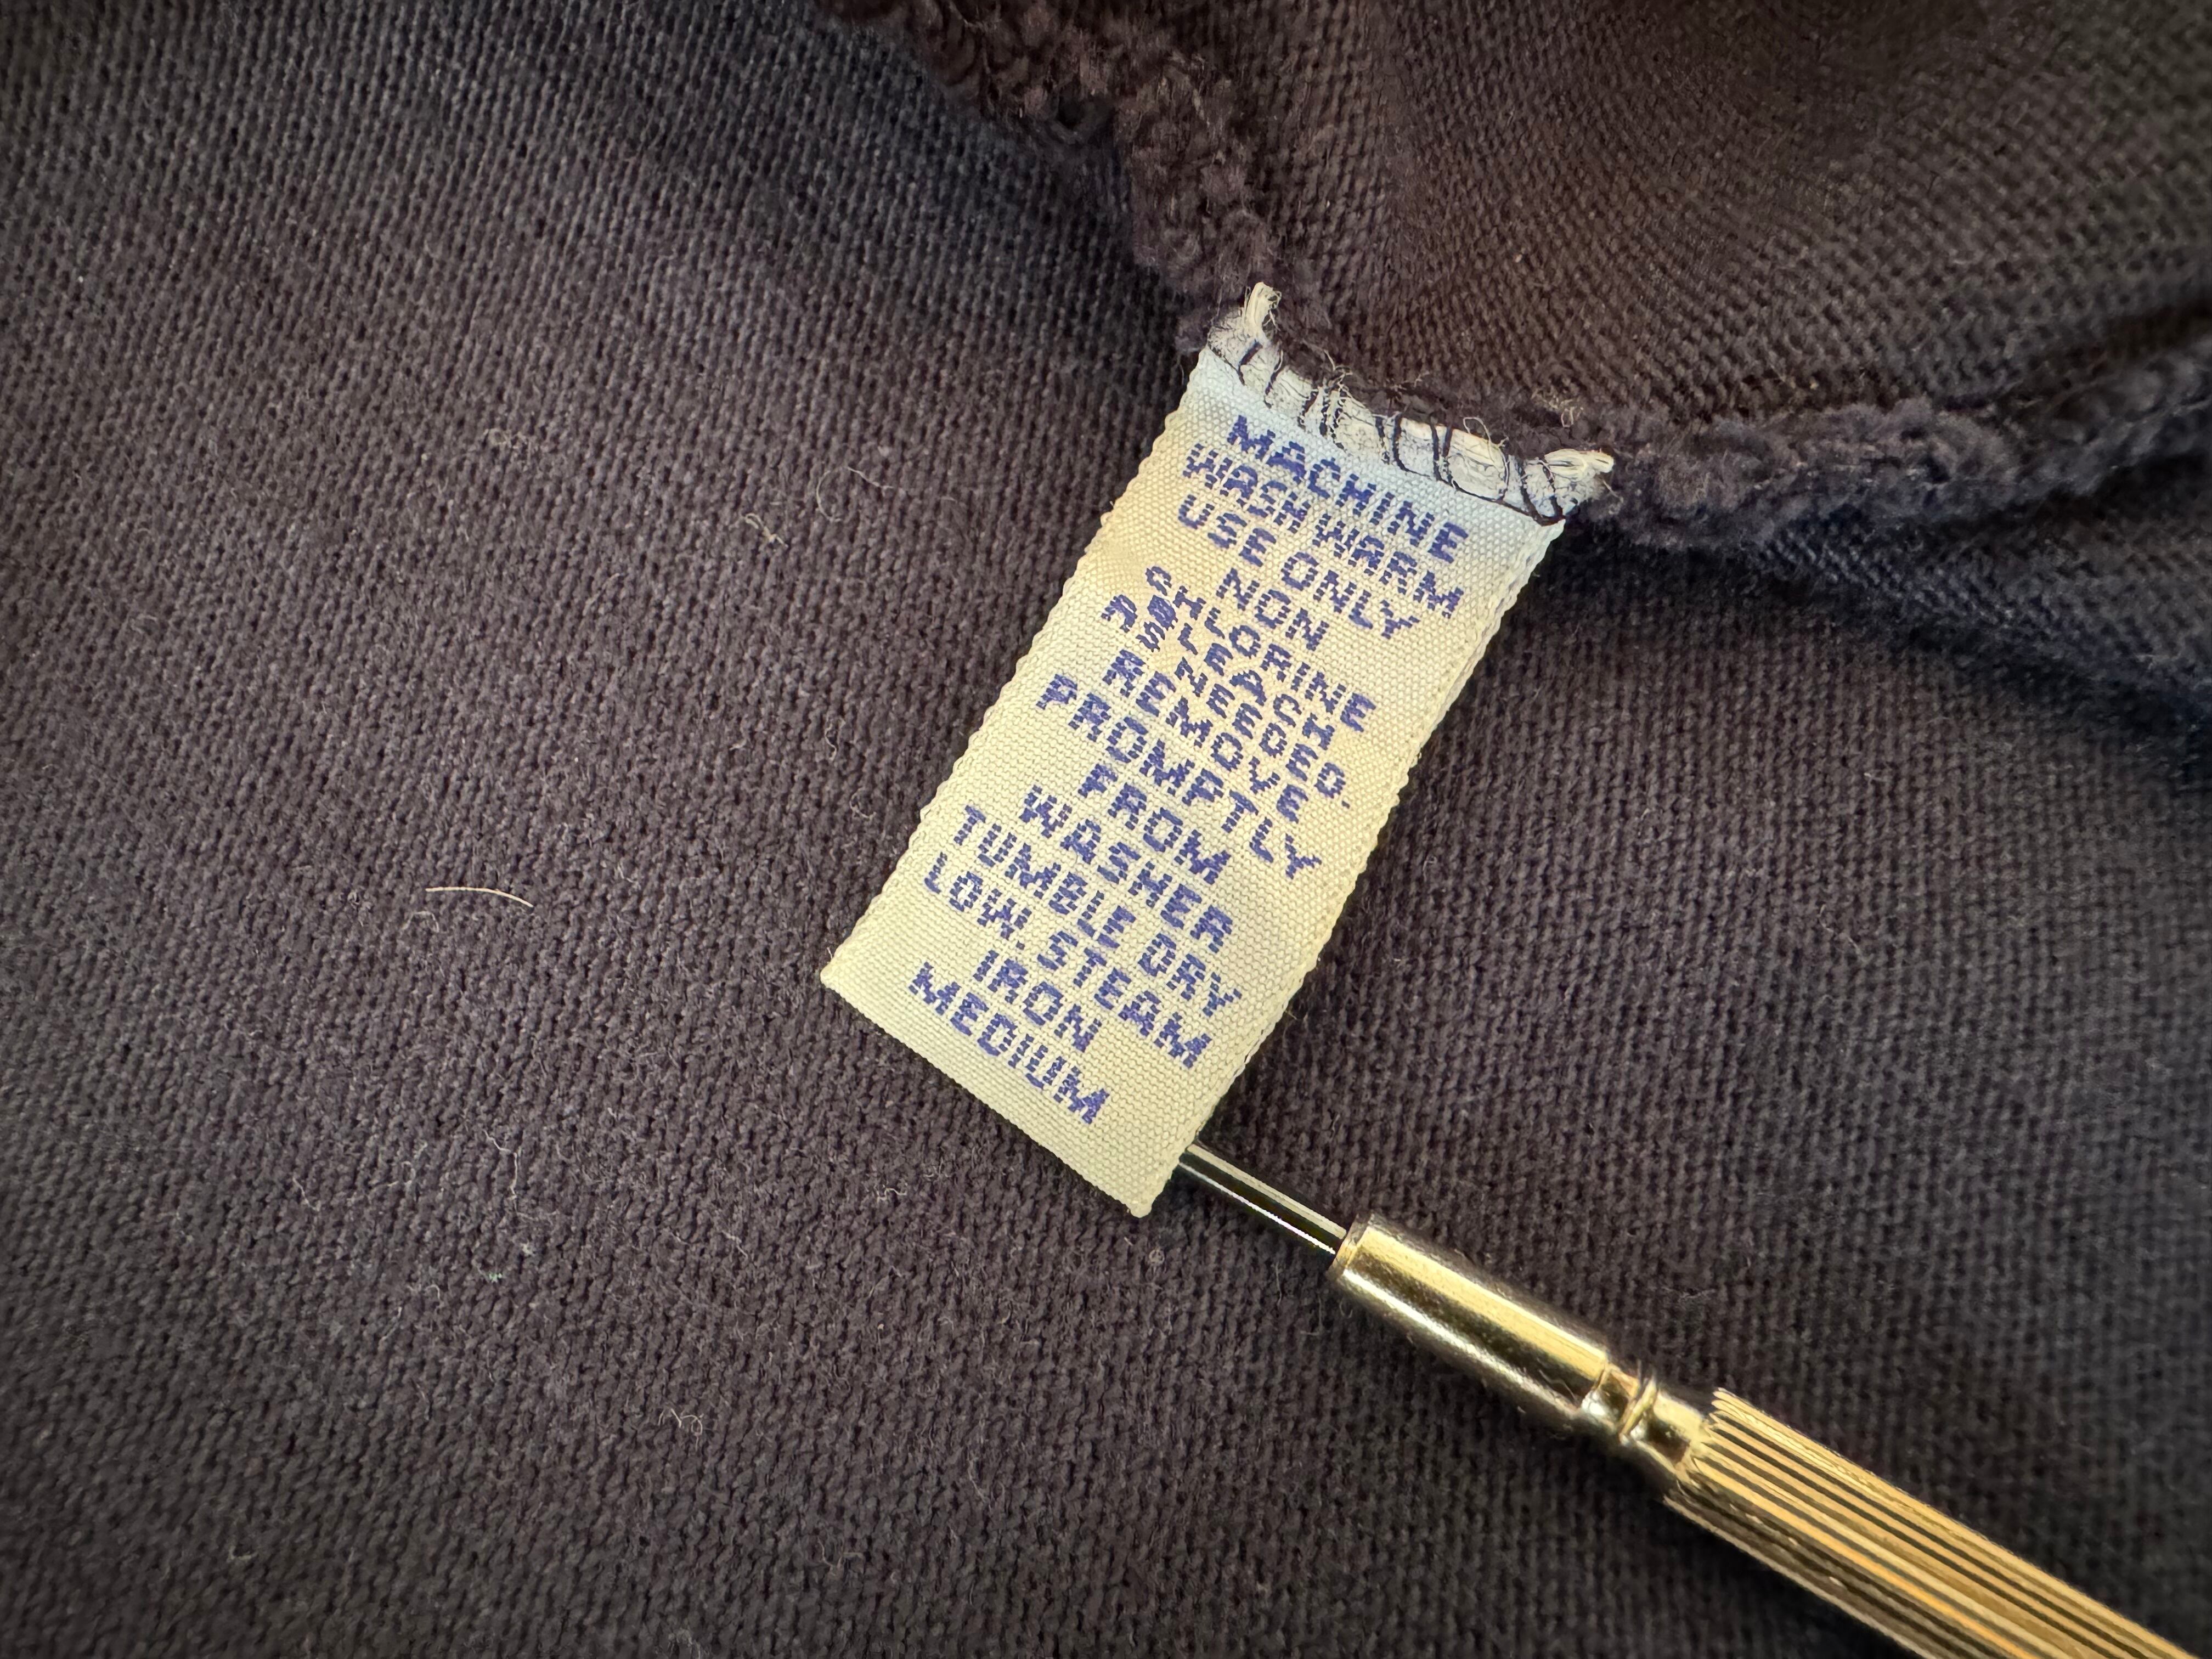 MACHINE
WASH WARM
USE ONLY
NON
CHLORINE
BLEACH
AS NEEDED.
REMOVE
PROMPTLY
FROM
WASHER
TUMBLE DRY
LOW. STEAM
IRON
MEDIUM